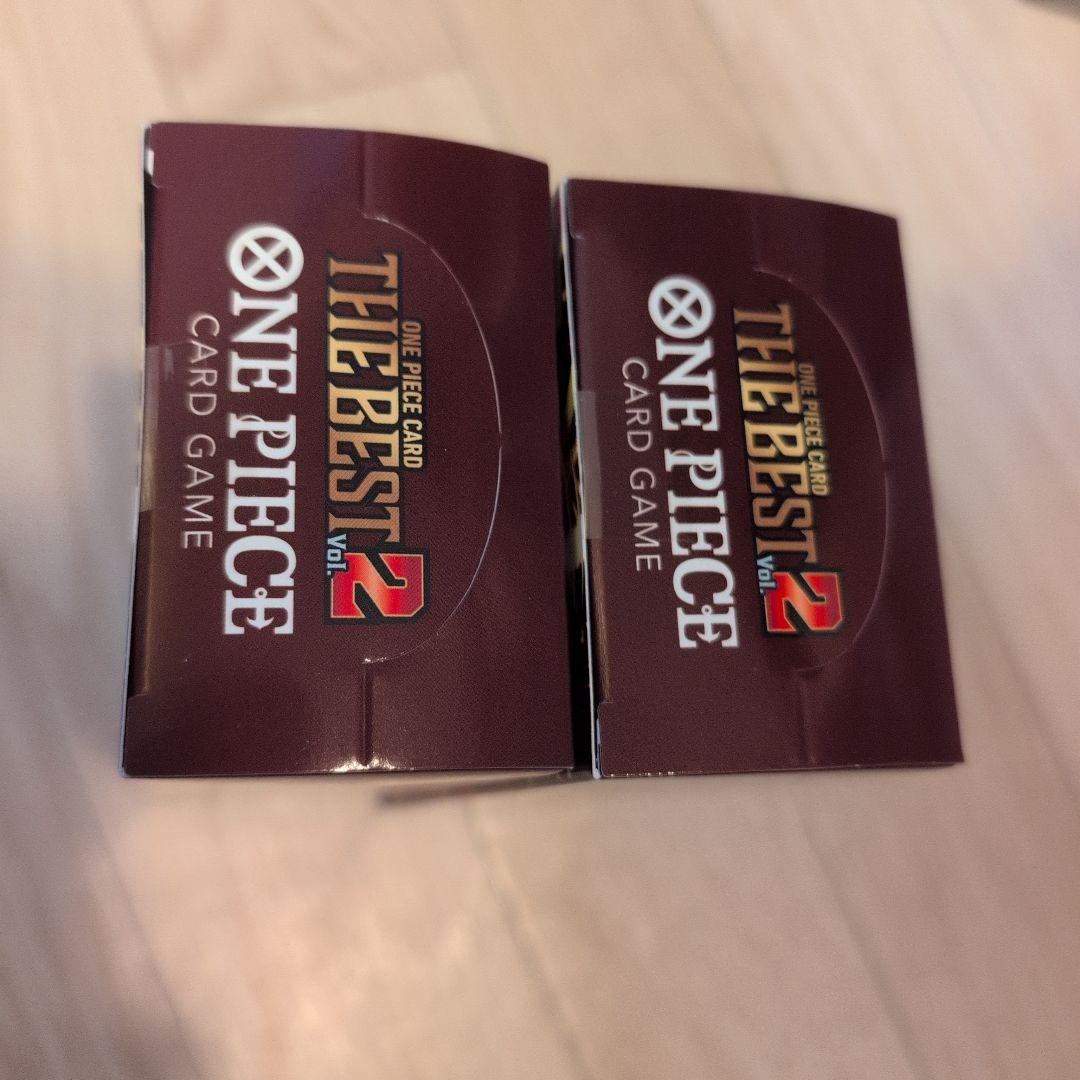 ONE PIECE CARD
THE BEST
Vol. 2
ONE PIECE
CARD GAME
ONE PIECE CARD
THE BEST
Vol. 2
ONE PIECE
CARD GAME